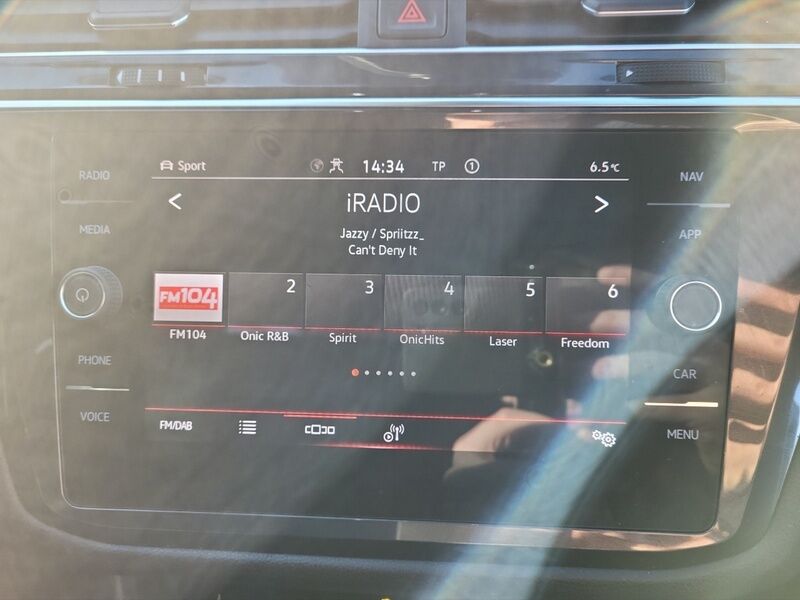 RADIO
MEDIA
PHONE
VOICE
Sport
14:34
TP
1
6.5°C
<
iRADIO
>
Jazzy / Spriitzz_
Can't Deny It
FM104
2
3
4
5
6
FM104
Onic R&B
Spirit
OnicHits
Laser
Freedom
FM/DAB
NAV
APP
CAR
MENU